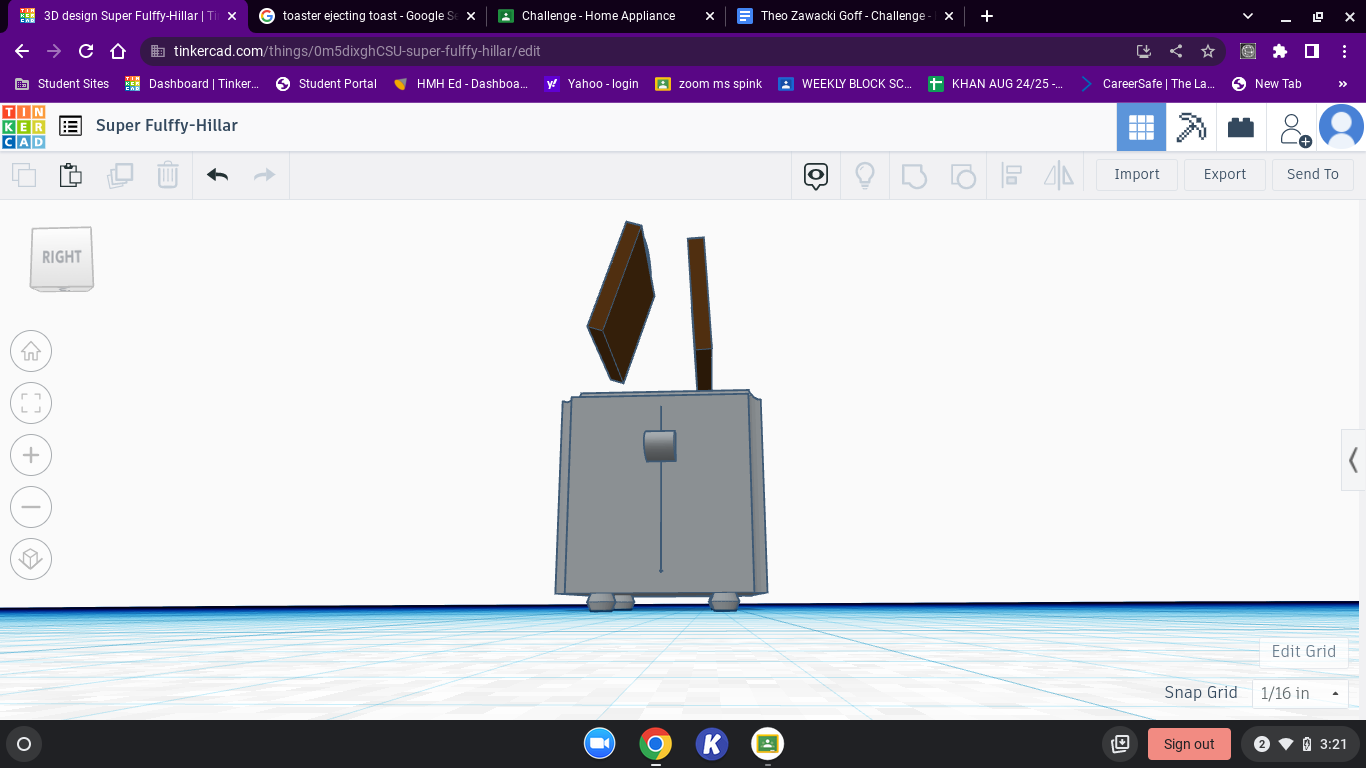 3D design Super Fulffy-Hillar | Ti
toaster ejecting toast - Google Se
Challenge - Home Appliance
Theo Zawacki Goff - Challenge -
tinkercad.com/things/0m5dixghCSU-super-fulffy-hillar/edit
Student Sites
Dashboard | Tinker...
Student Portal
HMH Ed - Dashboa...
Yahoo - login
zoom ms spink
WEEKLY BLOCK SC...
KHAN AUG 24/25 -...
CareerSafe | The La...
New Tab
»
TIN
KER
CAD
Super Fulffy-Hillar
Import
Export
Send To
RIGHT
Edit Grid
Snap Grid
1/16 in
K
Sign out
2
3:21